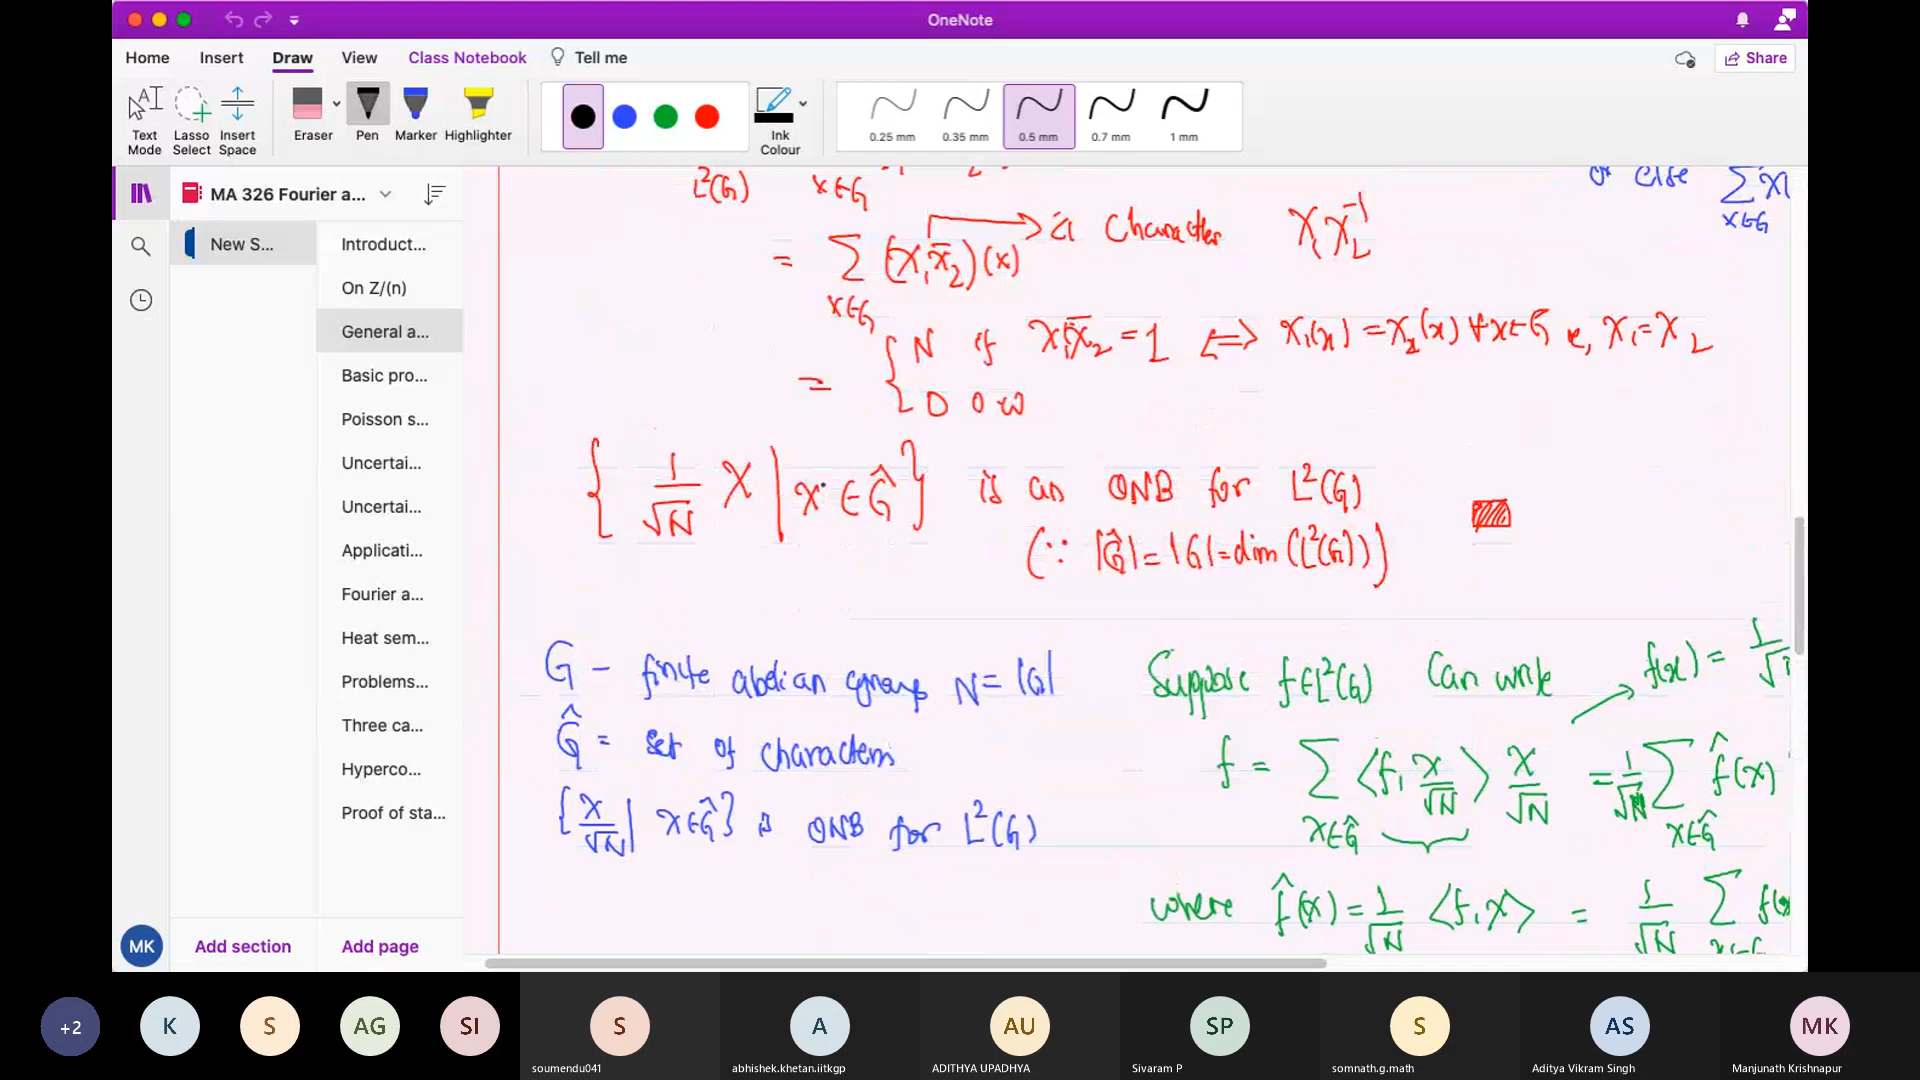 OneNote
Home Insert Draw View Class Notebook Tell me
Share
Text Mode
Lasso Select
Insert Space
Eraser
Pen
Marker
Highlighter
Ink Colour
0.25 mm 0.35 mm 0.5 mm 0.7 mm 1 mm
MA 326 Fourier a...
New S...
Introduct...
On Z/(n)
General a...
Basic pro...
Poisson s...
Uncertai...
Uncertai...
Applicati...
Fourier a...
Heat sem...
Problems...
Three ca...
Hyperco...
Proof of sta...
MK
Add section
Add page
L²(G) x∈G
or else Σ χ(
x∈G
= Σ (χ₁χ̄₂)(x) → a character χ₁χ₂⁻¹
x∈G
= { N if χ₁χ̄₂ = 1 ⟺ χ₁(x) = χ₂(x) ∀x∈G ie, χ₁ = χ₂
0 o.w
{ 1/√N χ | χ ∈ Ĝ } is an ONB for L²(G)
(∵ |Ĝ| = |G| = dim(L²(G)))
G – finite abelian group N = |G|
Ĝ = set of characters
{ χ/√N | χ∈Ĝ } is ONB for L²(G)
Suppose f∈L²(G) Can write f(x) = 1/√N
f = Σ ⟨f, χ/√N⟩ χ/√N = 1/√N Σ f̂(χ)
χ∈Ĝ χ∈Ĝ
where f̂(χ) = 1/√N ⟨f, χ⟩ = 1/√N Σ f(x
x∈G
+2 K S AG SI S A AU SP S AS MK
soumendu041 abhishek.khetan.iitkgp ADITHYA UPADHYA Sivaram P somnath.g.math Aditya Vikram Singh Manjunath Krishnapur